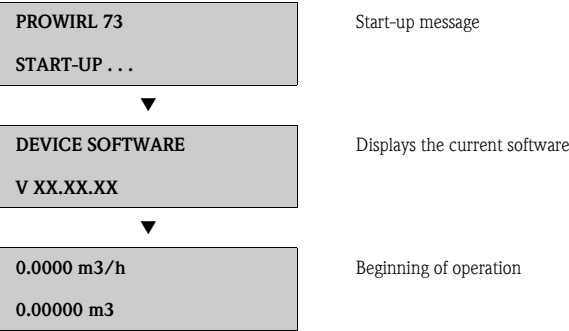 PROWIRL 73
Start-up message
START-UP . . .
▼
DEVICE SOFTWARE
Displays the current software
V XX.XX.XX
▼
0.0000 m3/h
Beginning of operation
0.00000 m3